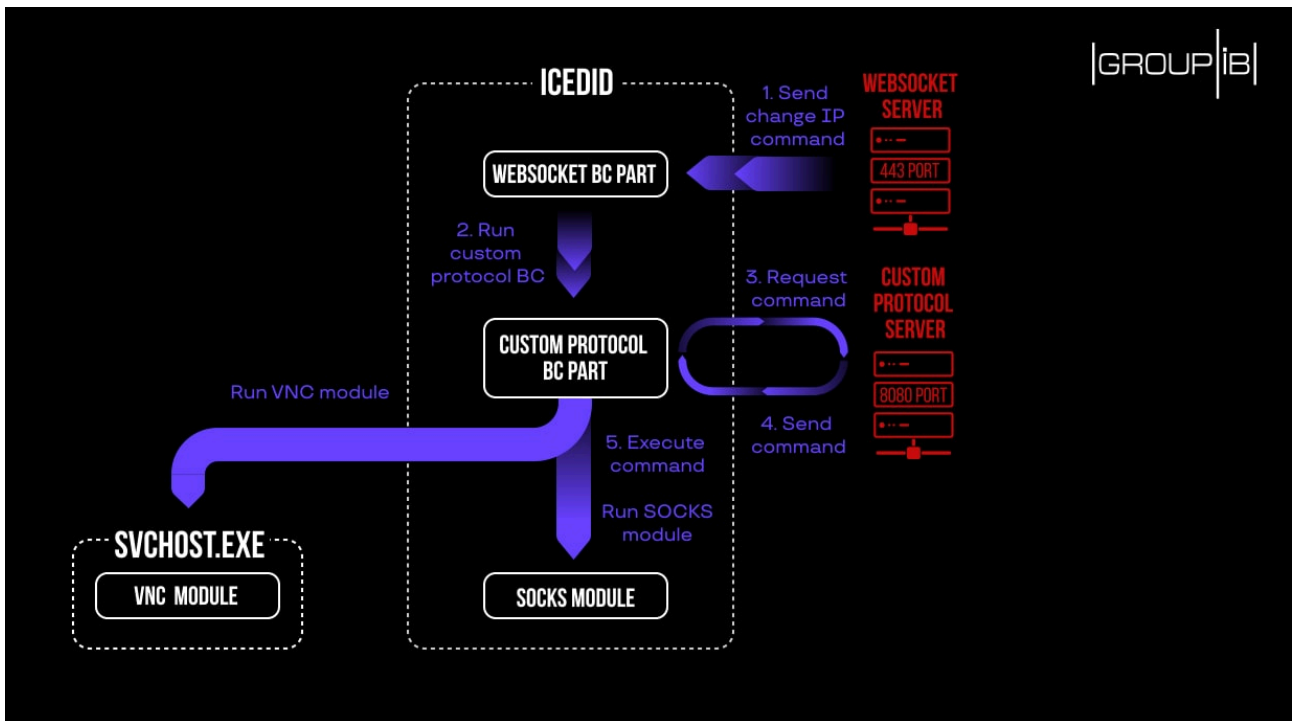 |GROUP|iB|
ICEDID
WEBSOCKET
SERVER
1. Send
change IP
command
443 PORT
WEBSOCKET BC PART
2. Run
custom
protocol BC
3. Request
command
CUSTOM
PROTOCOL
SERVER
CUSTOM PROTOCOL
BC PART
8080 PORT
Run VNC module
4. Send
command
5. Execute
command
Run SOCKS
module
SVCHOST.EXE
VNC MODULE
SOCKS MODULE